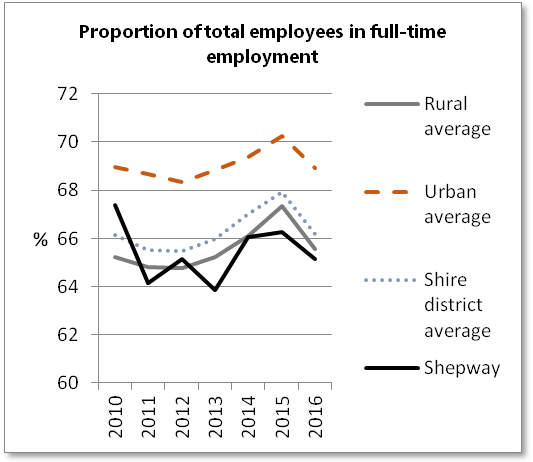 Proportion of total employees in full-time
employment
72
70
68
66
64
62
60
%
2010
2011
2012
2013
2014
2015
2016
Rural
average
Urban
average
Shire
district
average
Shepway